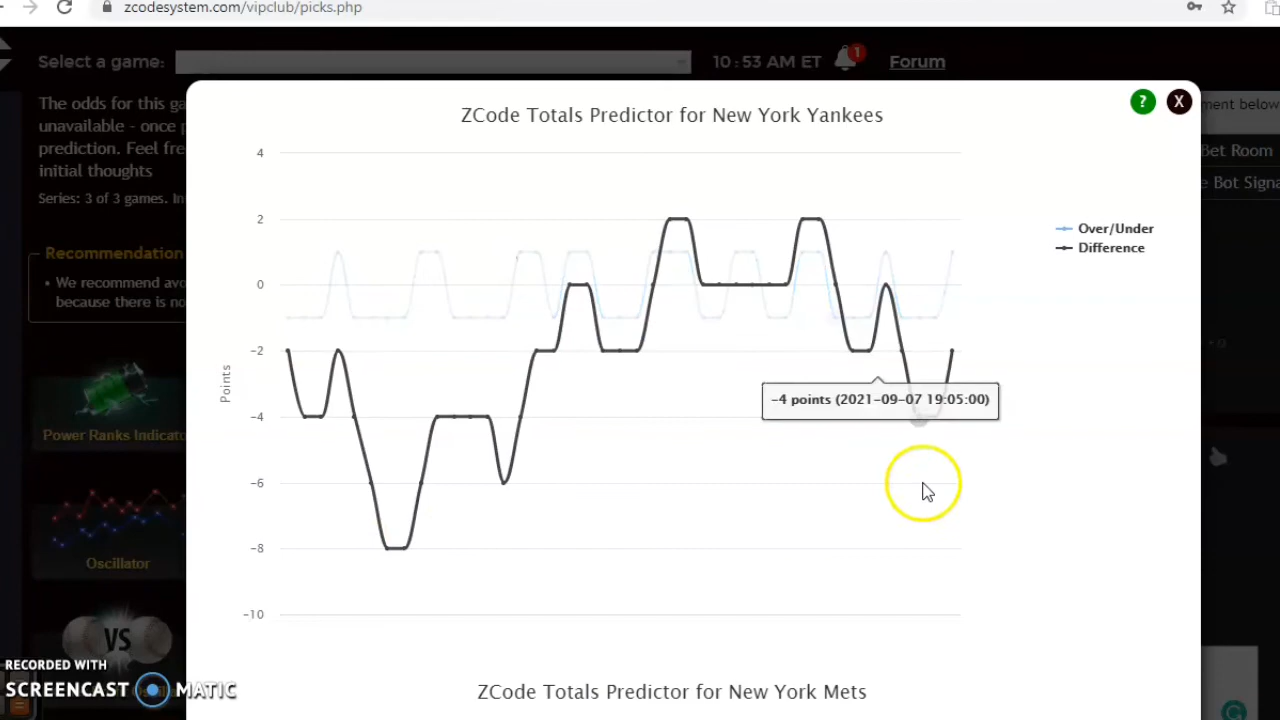 zcodesystem.com/vipclub/picks.php
Select a game:
10 : 53 AM ET
1
Forum
The odds for this ga
unavailable - once p
prediction. Feel fre
initial thoughts
Series: 3 of 3 games. In
Recommendation
• We recommend avo
because there is no
Power Ranks Indicato
Oscillator
VS
RECORDED WITH
SCREENCAST MATIC
ZCode Totals Predictor for New York Yankees
?
X
4
2
0
-2
-4
-6
-8
-10
Points
Over/Under
Difference
-4 points (2021-09-07 19:05:00)
ZCode Totals Predictor for New York Mets
ment below
Bet Room
e Bot Signa